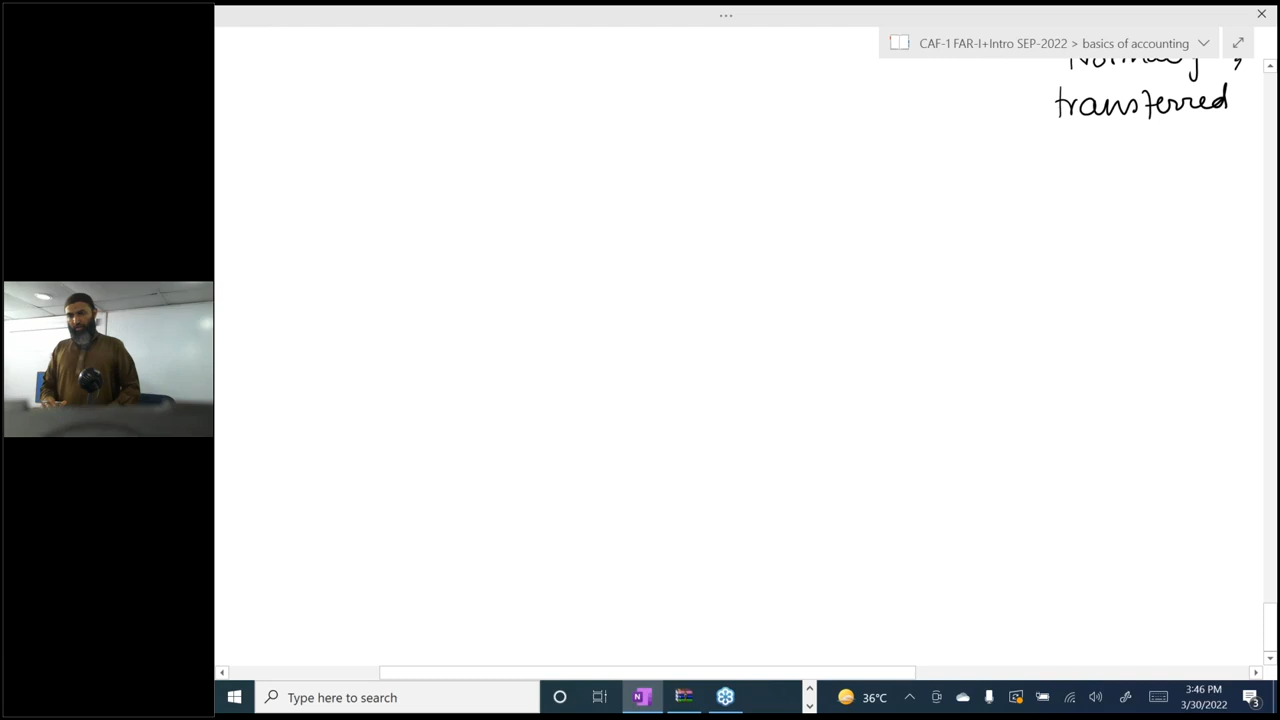 ...
CAF-1 FAR-I+Intro SEP-2022 > basics of accounting
transferred
Type here to search
36°C
3:46 PM
3/30/2022
3